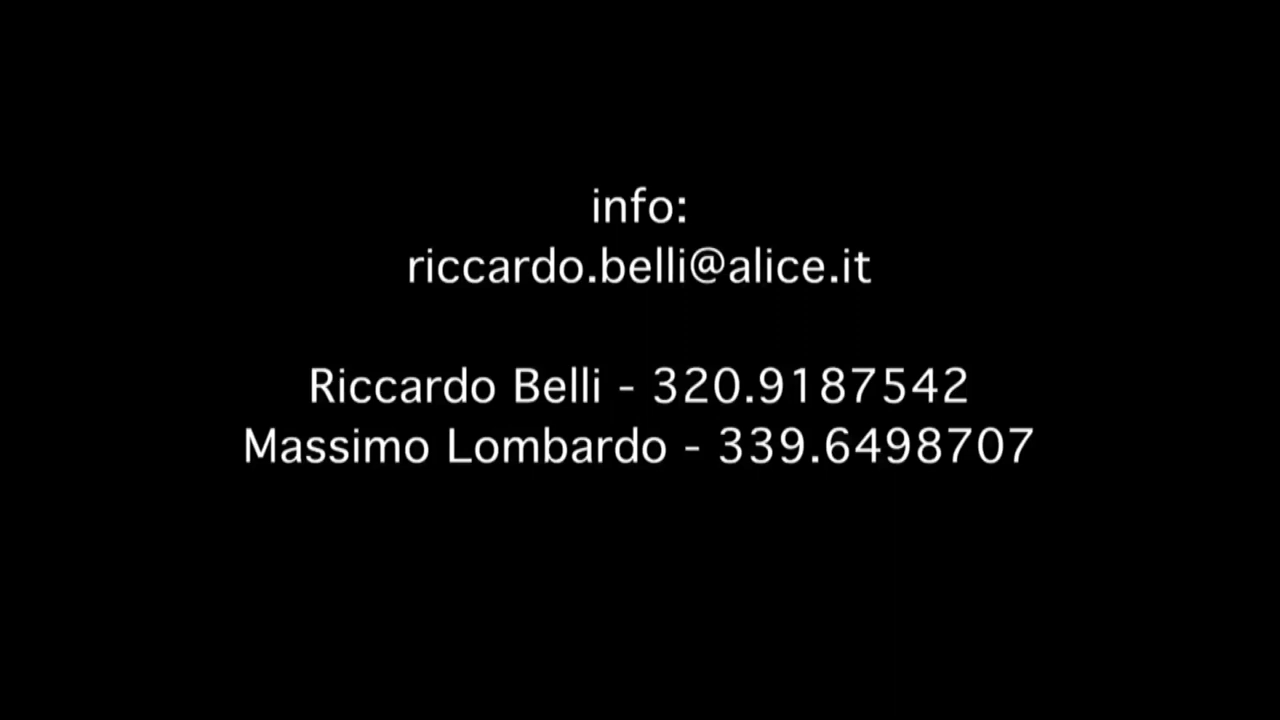 info:
riccardo.belli@alice.it
Riccardo Belli - 320.9187542
Massimo Lombardo - 339.6498707